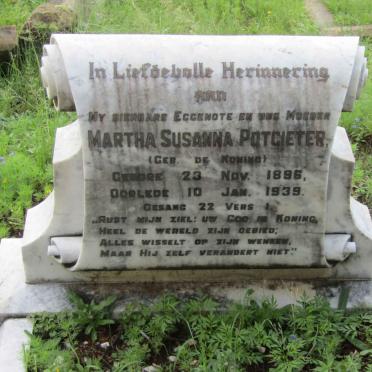 In Liefdevolle Herinnering
aan
My dierbare Eggenote en ons Moeder
Martha Susanna Potgieter,
(Geb. de Koning)
Gebore 23 Nov. 1896,
Oorlede 10 Jan. 1939.
Gesang 22 Vers 1.
„Rust mijn ziel: uw God is Koning,
Heel de wereld zijn gebied;
Alles wisselt op zijn wenken,
Maar Hij zelf verandert niet."